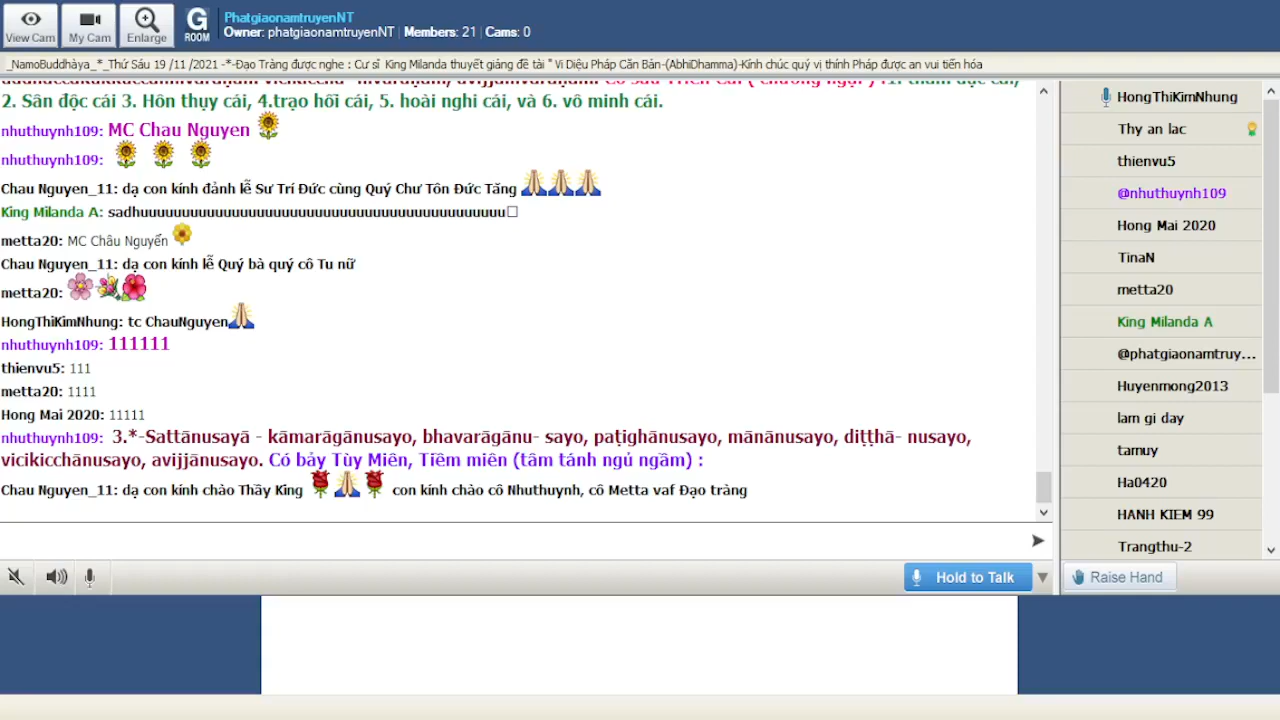 View Cam
My Cam
Enlarge
G
ROOM
PhatgiaonamtruyenNT
Owner: phatgiaonamtruyenNT | Members: 21 | Cams: 0
_NamoBuddhàya_*_Thứ Sáu 19 /11 /2021 -*-Đạo Tràng được nghe : Cư sĩ King Milanda thuyết giảng đề tài " Vi Diệu Pháp Căn Bản-(AbhiDhamma)-Kính chúc quý vị thính Pháp được an vui tiến hóa
2. Sân độc cái 3. Hôn thụy cái, 4.trạo hối cái, 5. hoài nghi cái, và 6. vô minh cái.
nhuthuynh109: MC Chau Nguyen
nhuthuynh109:
Chau Nguyen_11: dạ con kính đảnh lễ Sư Trí Đức cùng Quý Chư Tôn Đức Tăng
King Milanda A: sadhuuuuuuuuuuuuuuuuuuuuuuuuuuuuuuuuuuuuuuuuuuuu
metta20: MC Châu Nguyển
Chau Nguyen_11: dạ con kính lễ Quý bà quý cô Tu nữ
metta20:
HongThiKimNhung: tc ChauNguyen
nhuthuynh109: 111111
thienvu5: 111
metta20: 1111
Hong Mai 2020: 11111
nhuthuynh109: 3.*-Sattānusayā - kāmarāgānusayo, bhavarāgānu- sayo, paṭighānusayo, mānānusayo, diṭṭhā- nusayo,
vicikicchānusayo, avijjānusayo. Có bảy Tùy Miên, Tiềm miên (tâm tánh ngủ ngầm) :
Chau Nguyen_11: dạ con kính chào Thầy King con kính chào cô Nhuthuynh, cô Metta vaf Đạo tràng
Hold to Talk
HongThiKimNhung
Thy an lac
thienvu5
@nhuthuynh109
Hong Mai 2020
TinaN
metta20
King Milanda A
@phatgiaonamtruy...
Huyenmong2013
lam gi day
tamuy
Ha0420
HANH KIEM 99
Trangthu-2
Raise Hand